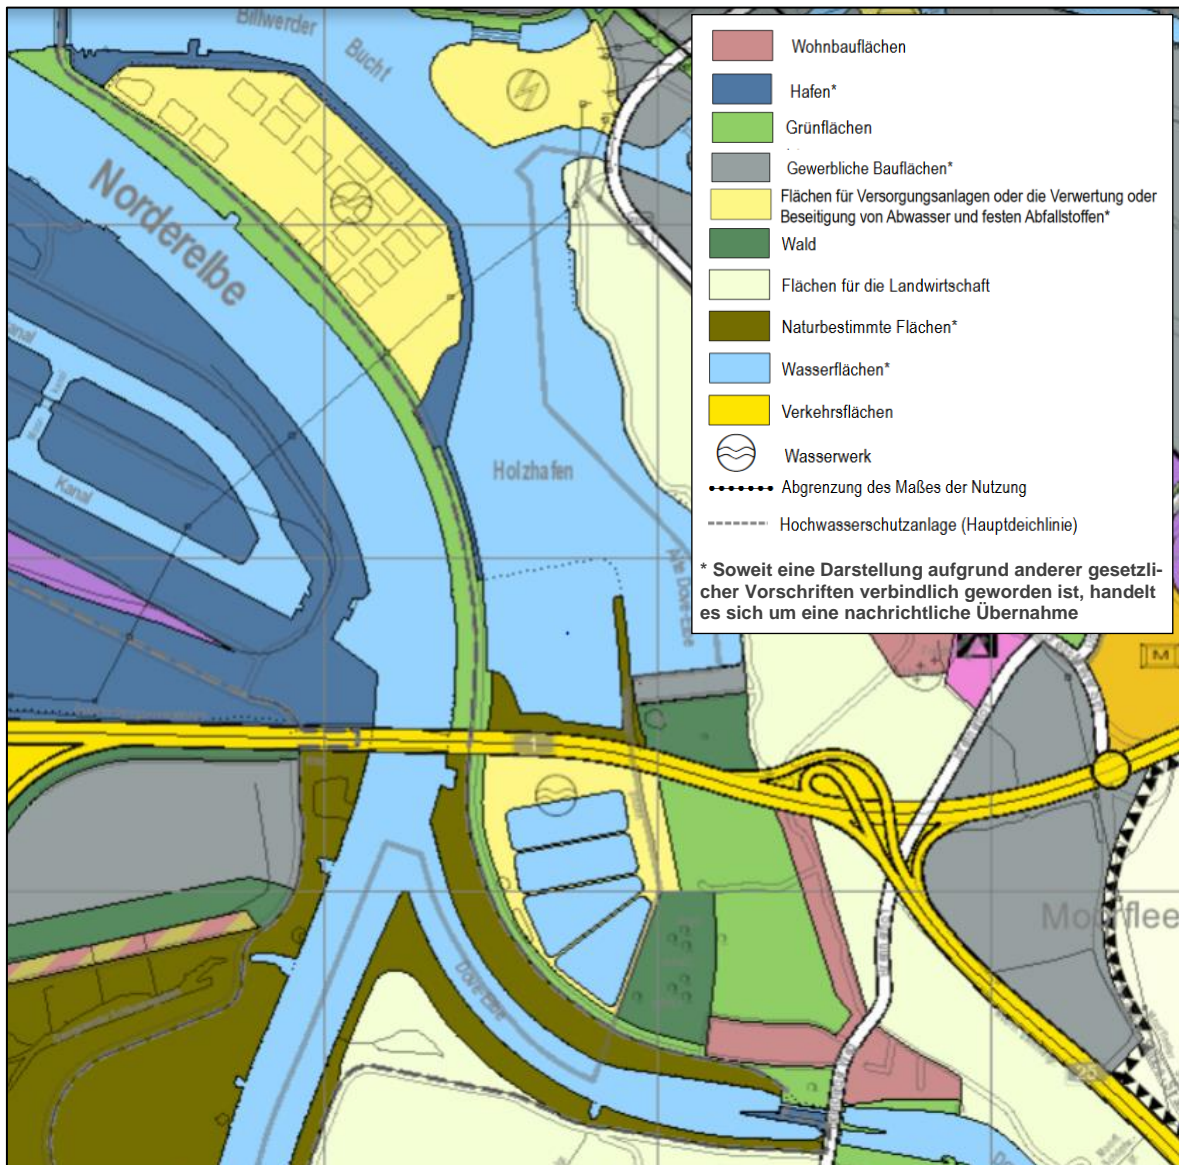 Billwerder
Bucht
Norderelbe
Kanal
Holzhafen
Alte Dove-Elbe
1
Dove-Elbe
Moorflee
25
M
Wohnbauflächen
Hafen*
Grünflächen
Gewerbliche Bauflächen*
Flächen für Versorgungsanlagen oder die Verwertung oder
Beseitigung von Abwasser und festen Abfallstoffen*
Wald
Flächen für die Landwirtschaft
Naturbestimmte Flächen*
Wasserflächen*
Verkehrsflächen
Wasserwerk
Abgrenzung des Maßes der Nutzung
Hochwasserschutzanlage (Hauptdeichlinie)
* Soweit eine Darstellung aufgrund anderer gesetzli-
cher Vorschriften verbindlich geworden ist, handelt
es sich um eine nachrichtliche Übernahme